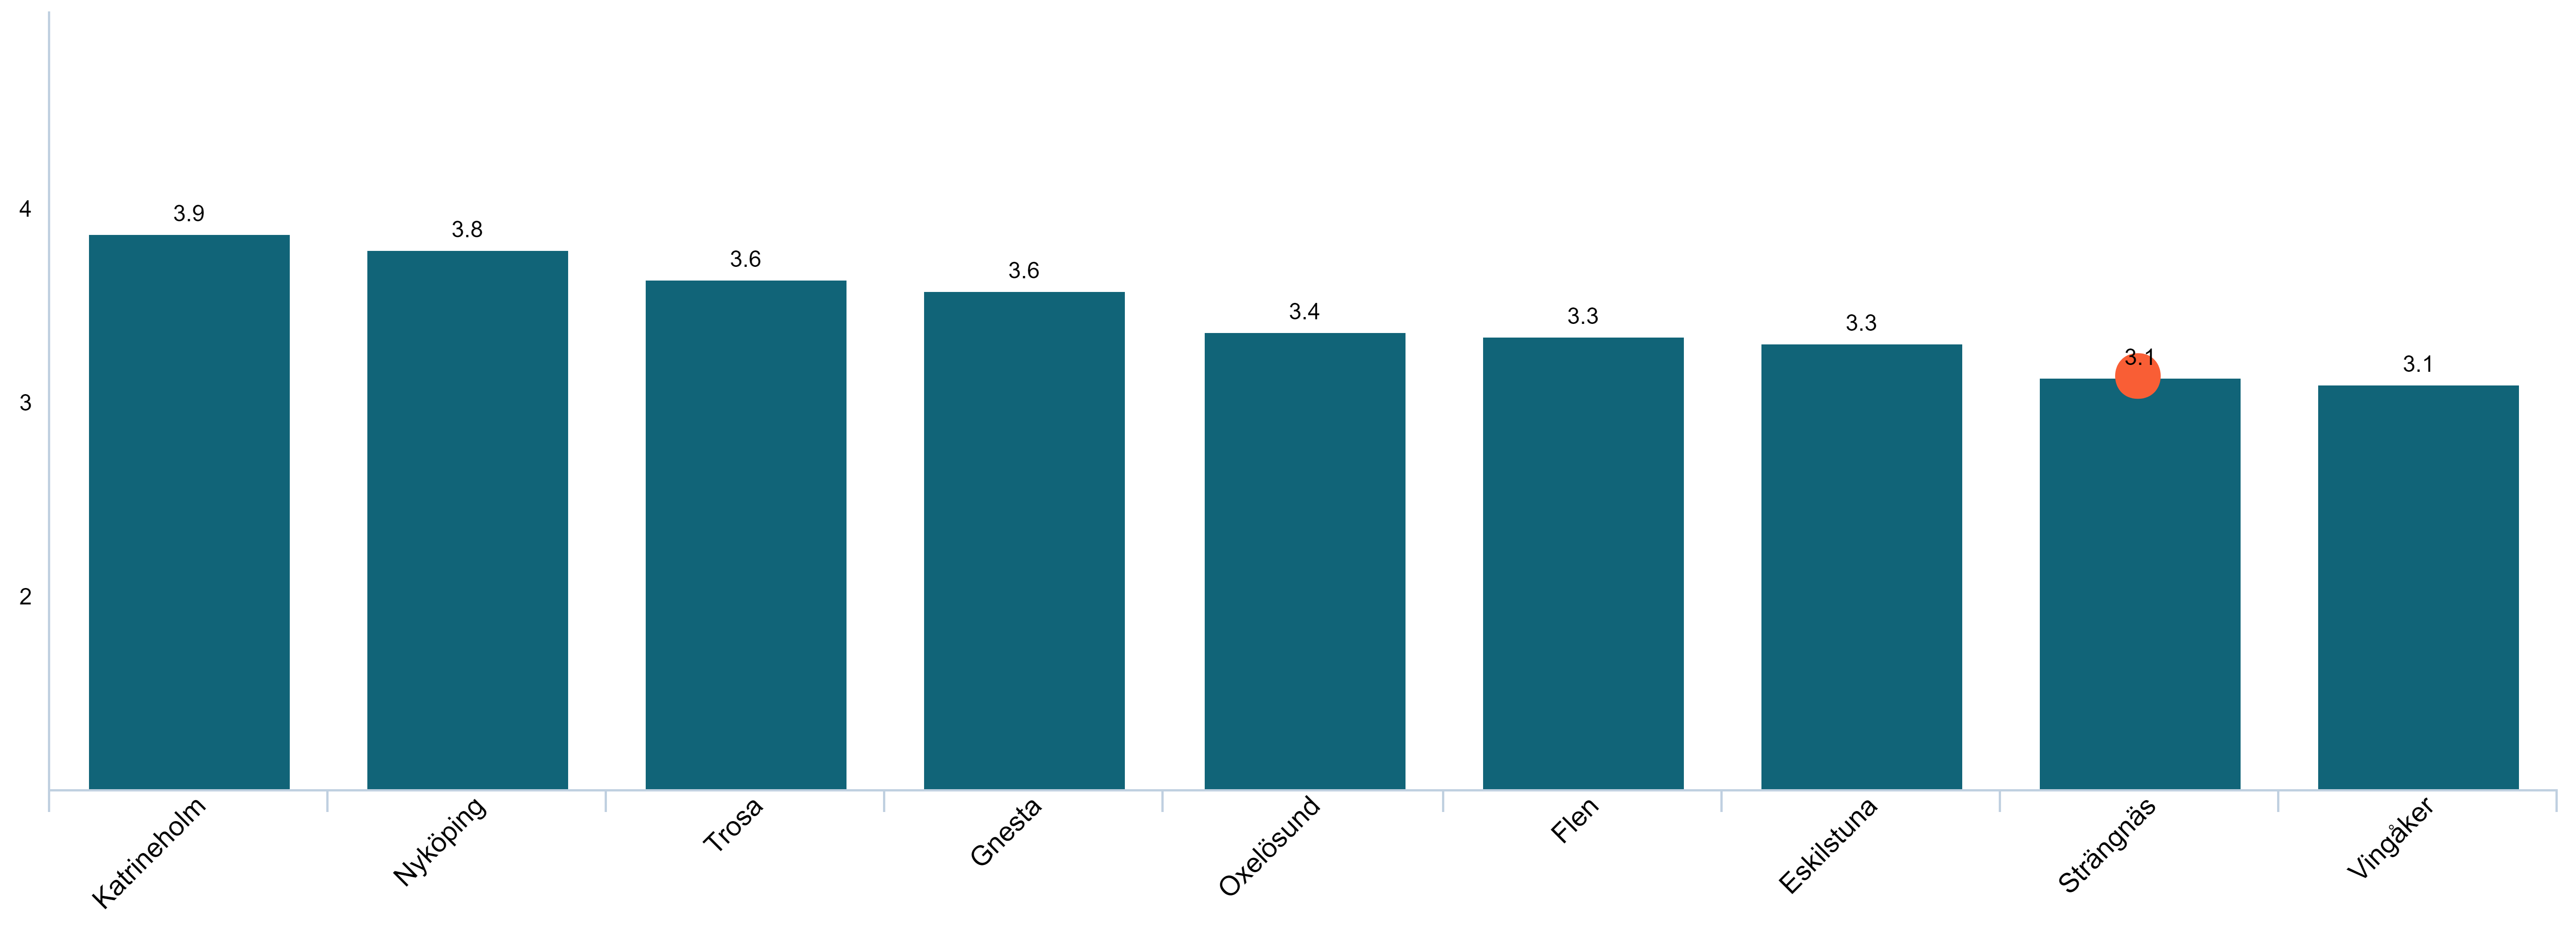 4
3
2
3.9
3.8
3.6
3.6
3.4
3.3
3.3
3.1
3.1
Katrineholm
Nyköping
Trosa
Gnesta
Oxelösund
Flen
Eskilstuna
Strängnäs
Vingåker